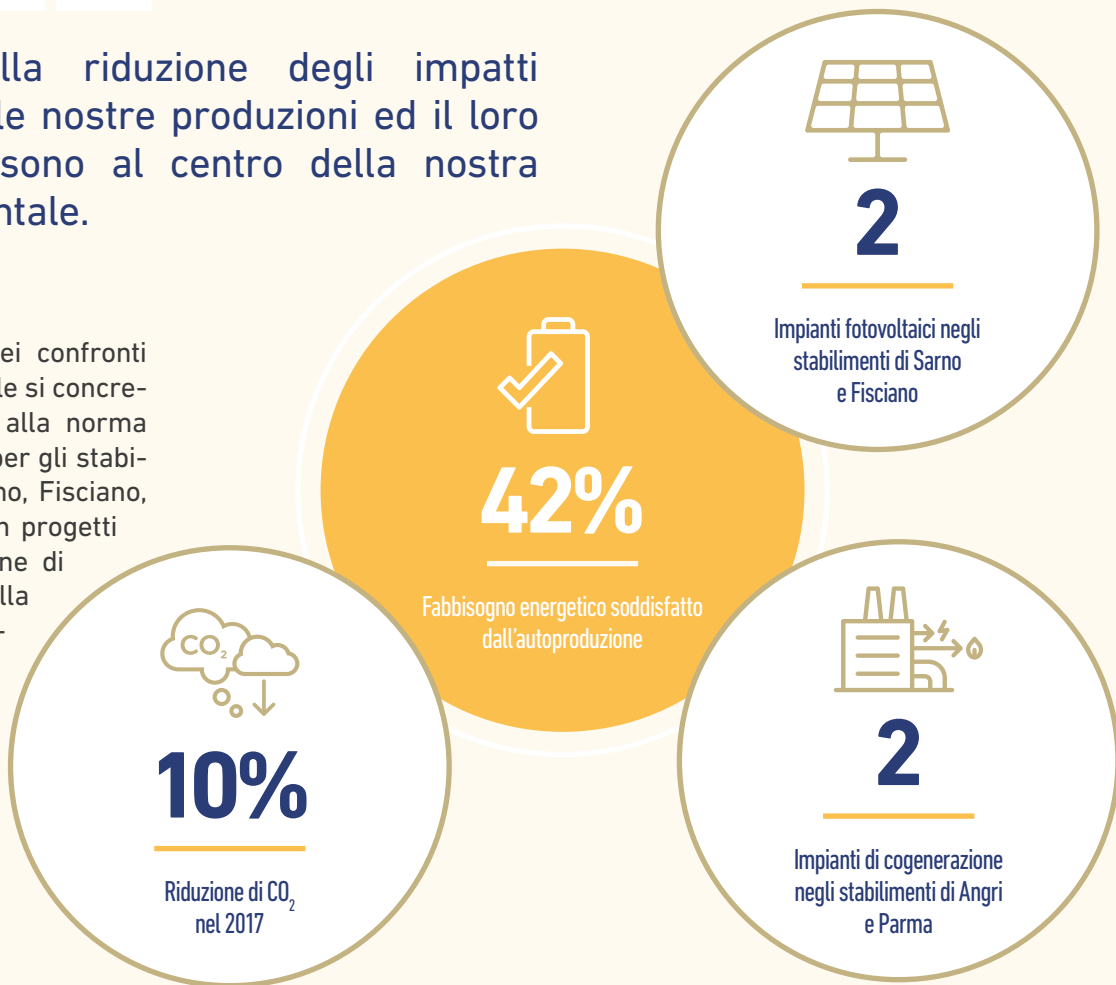 lla riduzione degli impatti
le nostre produzioni ed il loro
sono al centro della nostra
ntale.
ei confronti
le si concre-
alla norma
per gli stabi-
no, Fisciano,
n progetti
ne di
lla
-
2
Impianti fotovoltaici negli
stabilimenti di Sarno
e Fisciano
42%
Fabbisogno energetico soddisfatto
dall'autoproduzione
CO₂
10%
Riduzione di CO₂
nel 2017
2
Impianti di cogenerazione
negli stabilimenti di Angri
e Parma